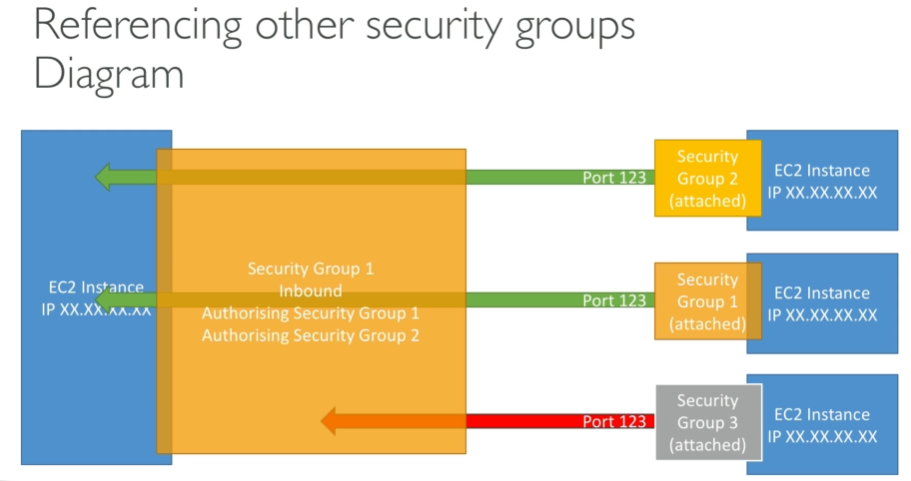 Referencing other security groups
Diagram
EC2 Instance
IP XX.XX.XX.XX
Security Group 1
Inbound
Authorising Security Group 1
Authorising Security Group 2
Port 123
Security
Group 2
(attached)
EC2 Instance
IP XX.XX.XX.XX
Port 123
Security
Group 1
(attached)
EC2 Instance
IP XX.XX.XX.XX
Port 123
Security
Group 3
(attached)
EC2 Instance
IP XX.XX.XX.XX